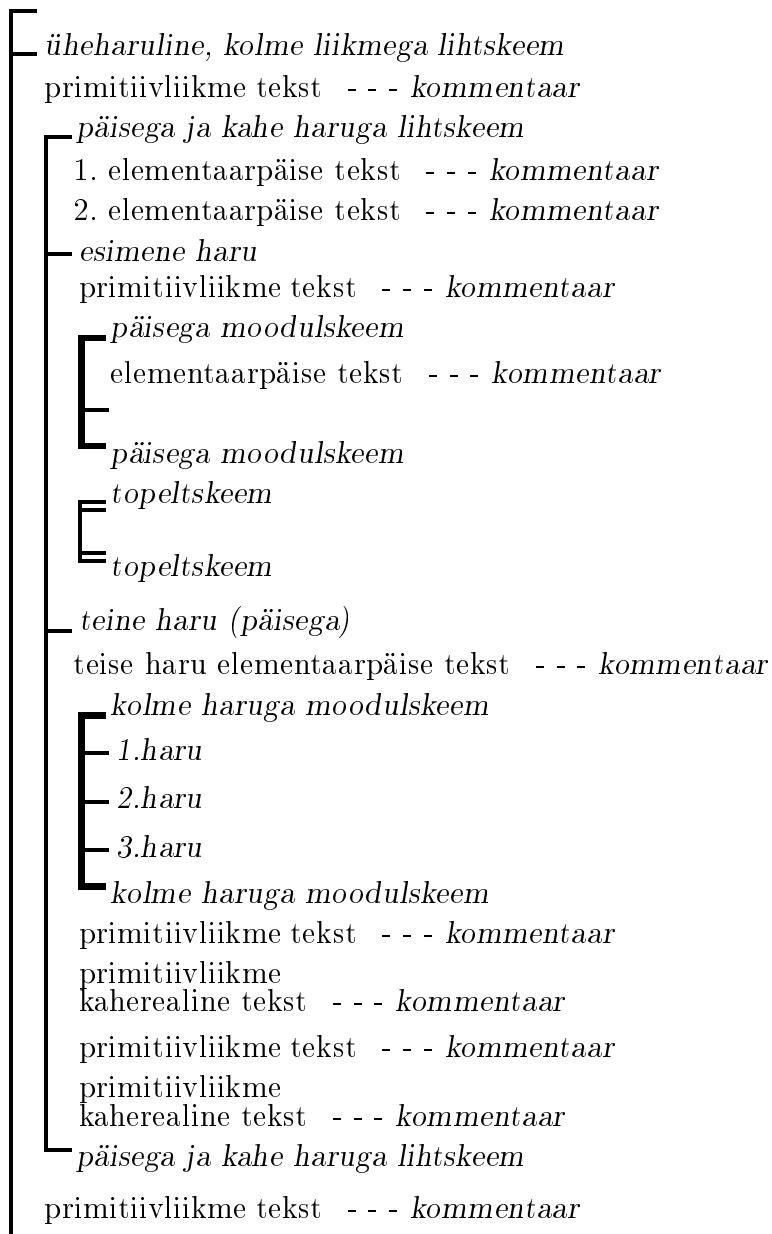 üheharuline, kolme liikmega lihtskeem
primitiivliikme tekst - - - kommentaar
päisega ja kahe haruga lihtskeem
1. elementaarpäise tekst - - - kommentaar
2. elementaarpäise tekst - - - kommentaar
esimene haru
primitiivliikme tekst - - - kommentaar
päisega moodulskeem
elementaarpäise tekst - - - kommentaar
päisega moodulskeem
topeltskeem
topeltskeem
teine haru (päisega)
teise haru elementaarpäise tekst - - - kommentaar
kolme haruga moodulskeem
1.haru
2.haru
3.haru
kolme haruga moodulskeem
primitiivliikme tekst - - - kommentaar
primitiivliikme
kaherealine tekst - - - kommentaar
primitiivliikme tekst - - - kommentaar
primitiivliikme
kaherealine tekst - - - kommentaar
päisega ja kahe haruga lihtskeem
primitiivliikme tekst - - - kommentaar